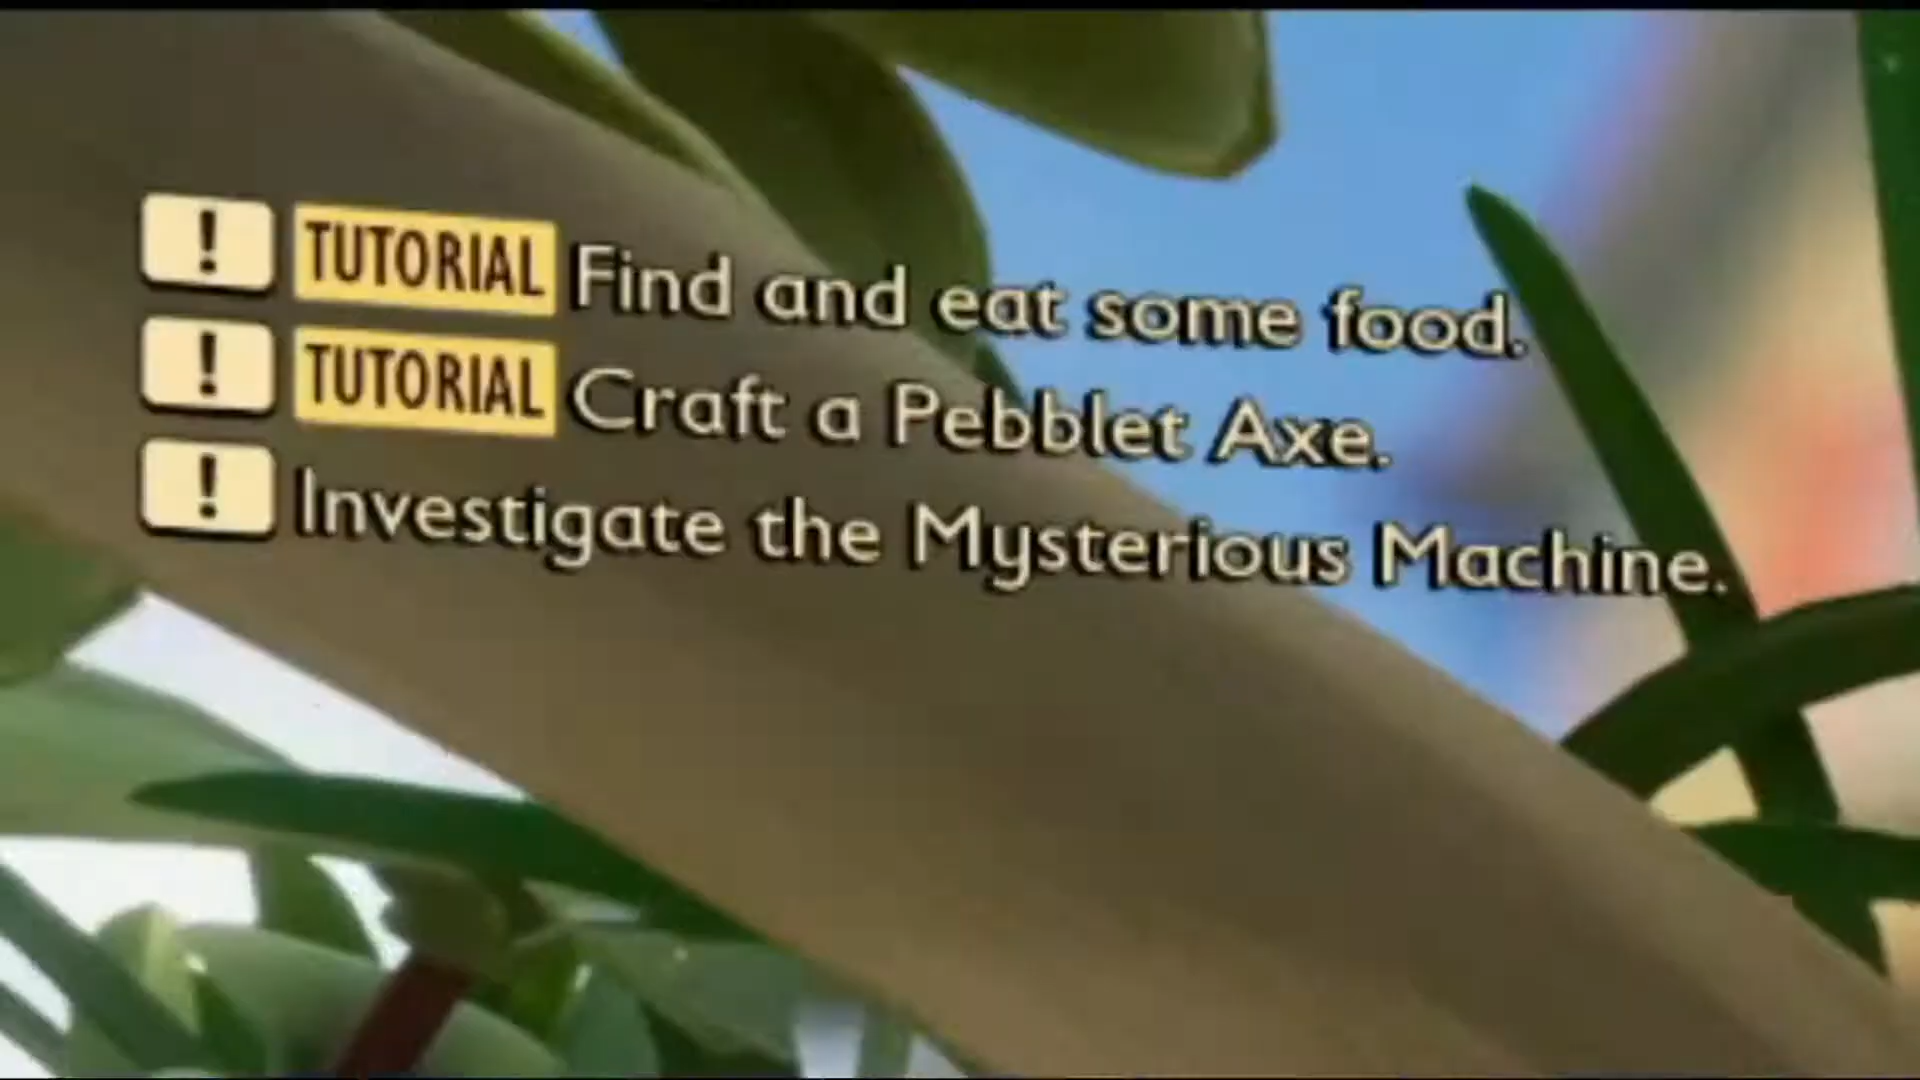 ! TUTORIAL Find and eat some food.
! TUTORIAL Craft a Pebblet Axe.
! Investigate the Mysterious Machine.